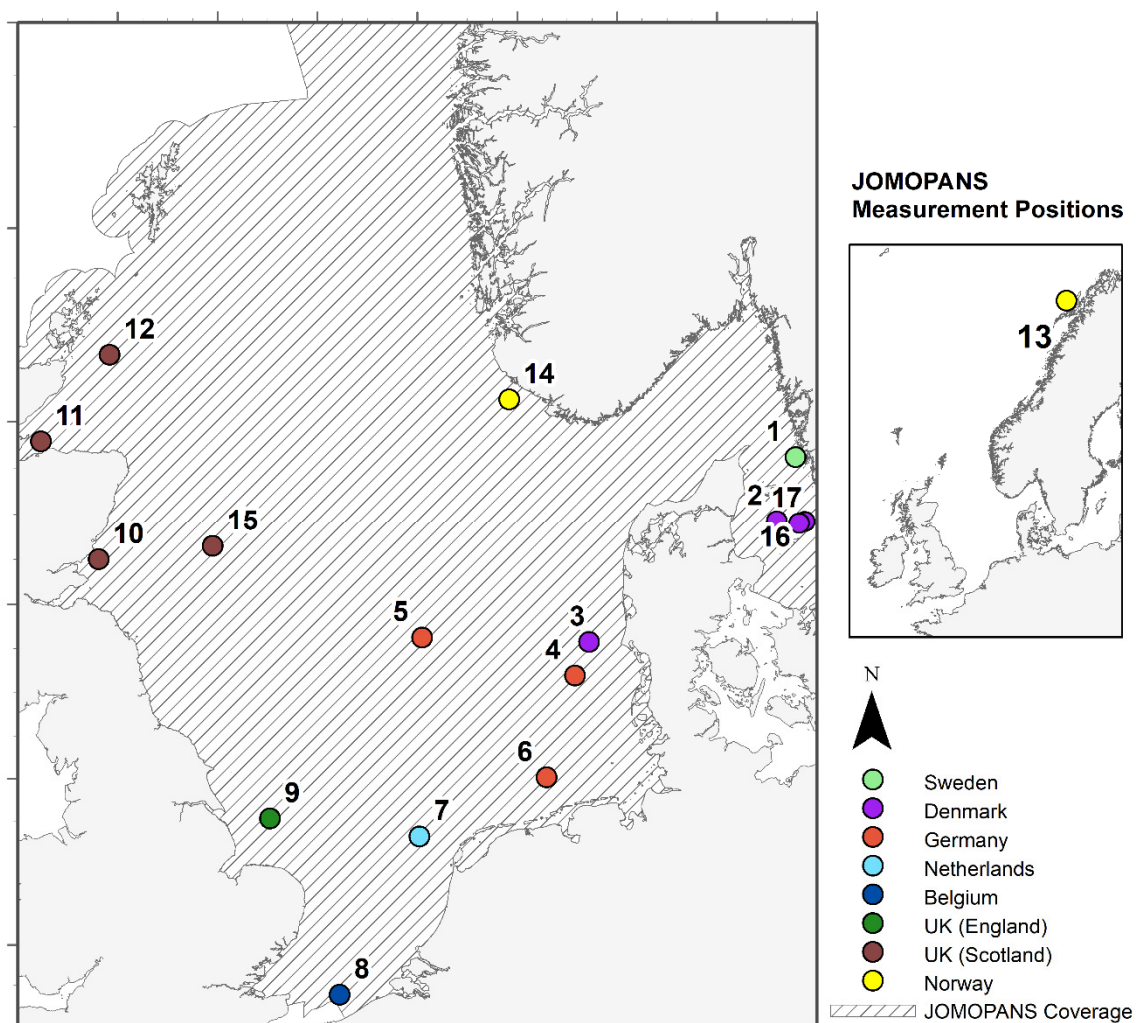 JOMOPANS
Measurement Positions
12
13
14
11
1
2
17
16
15
10
5
3
4
6
9
7
8
N
Sweden
Denmark
Germany
Netherlands
Belgium
UK (England)
UK (Scotland)
Norway
JOMOPANS Coverage